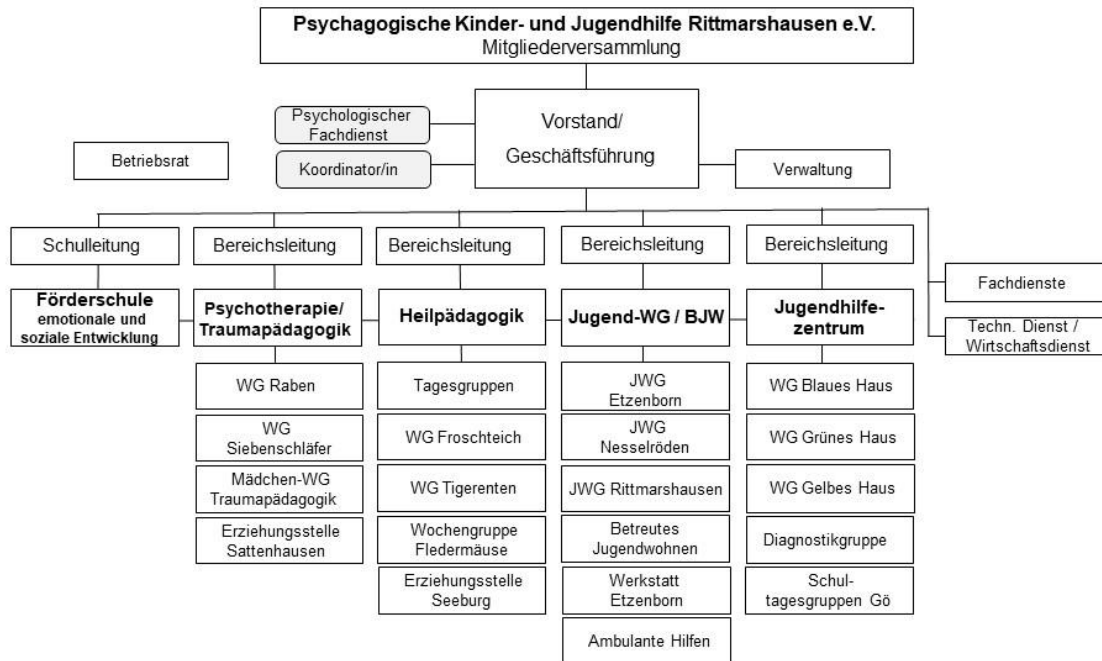 Psychagogische Kinder- und Jugendhilfe Rittmarshausen e.V.
Mitgliederversammlung
Psychologischer
Fachdienst
Vorstand/
Geschäftsführung
Betriebsrat
Koordinator/in
Verwaltung
Schulleitung
Bereichsleitung
Bereichsleitung
Bereichsleitung
Bereichsleitung
Fachdienste
Techn. Dienst /
Wirtschaftsdienst
Förderschule
emotionale und
soziale Entwicklung
Psychotherapie/
Traumapädagogik
Heilpädagogik
Jugend-WG / BJW
Jugendhilfe-
zentrum
WG Raben
WG
Siebenschläfer
Mädchen-WG
Traumapädagogik
Erziehungsstelle
Sattenhausen
Tagesgruppen
WG Froschteich
WG Tigerenten
Wochengruppe
Fledermäuse
Erziehungsstelle
Seeburg
JWG
Etzenborn
JWG
Nesselröden
JWG Rittmarshausen
Betreutes
Jugendwohnen
Werkstatt
Etzenborn
Ambulante Hilfen
WG Blaues Haus
WG Grünes Haus
WG Gelbes Haus
Diagnostikgruppe
Schul-
tagesgruppen Gö